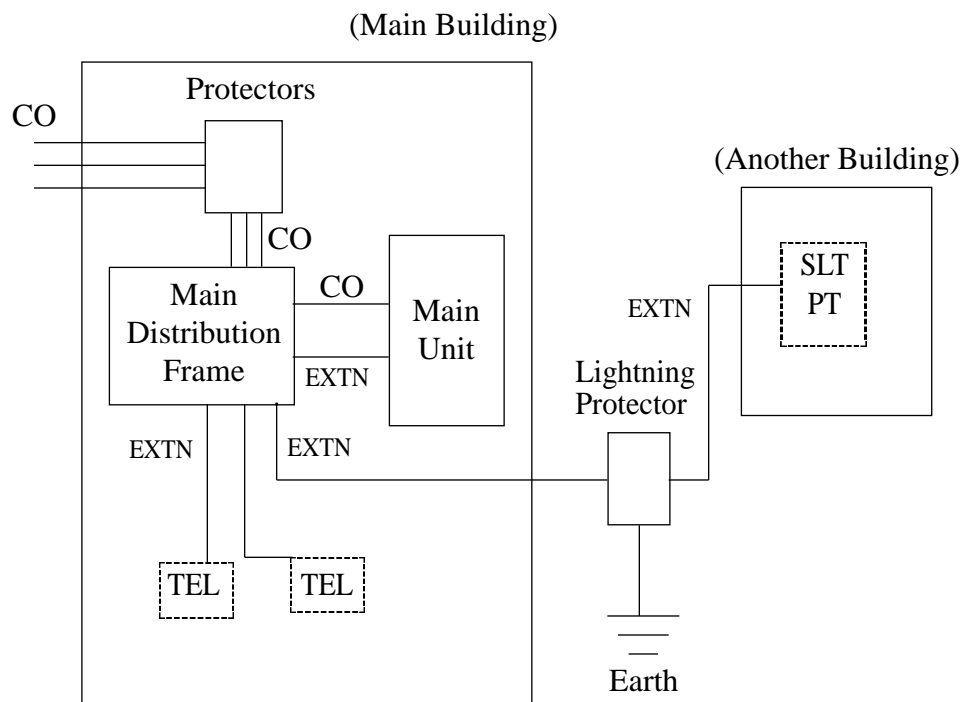 (Main Building)
Protectors
CO
(Another Building)
CO
SLT
PT
CO
Main
Distribution
Frame
Main
Unit
EXTN
EXTN
Lightning
Protector
EXTN
EXTN
TEL
TEL
Earth